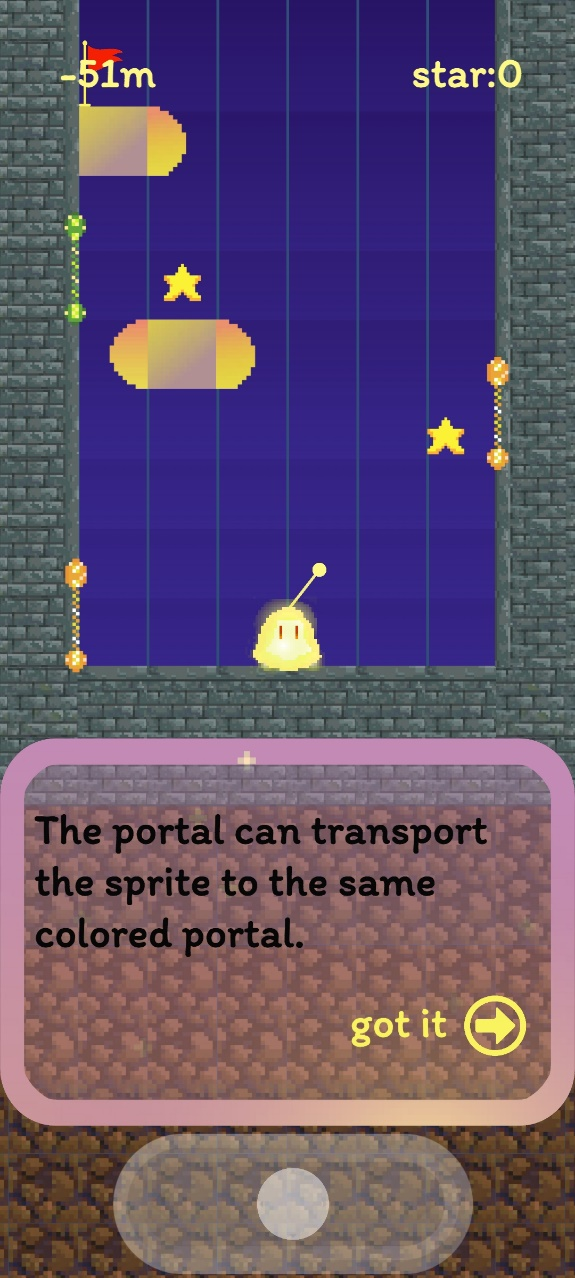 -51m
star:0
The portal can transport
the sprite to the same
colored portal.
got it